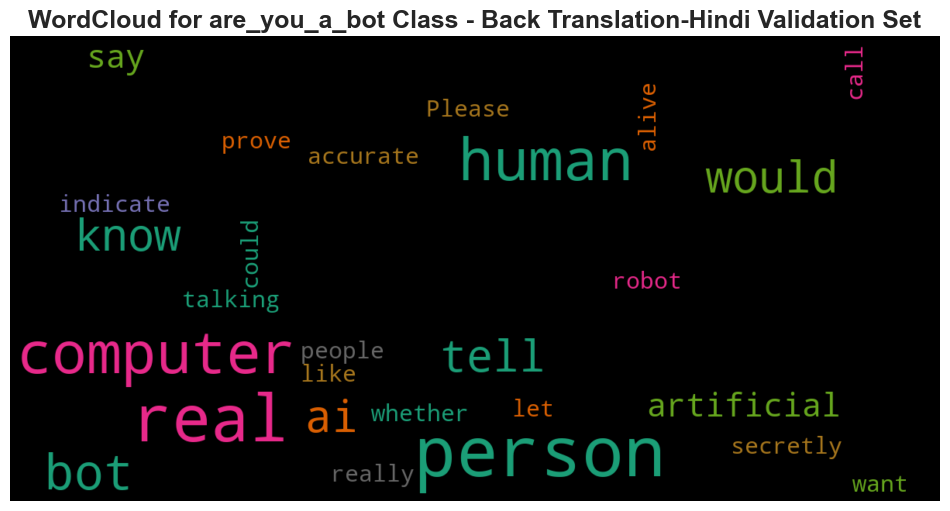 WordCloud for are_you_a_bot Class - Back Translation-Hindi Validation Set
say
call
Please
alive
prove
accurate
human
would
indicate
know
could
robot
talking
computer
people
tell
like
real
ai
whether
let
artificial
person
secretly
bot
really
want